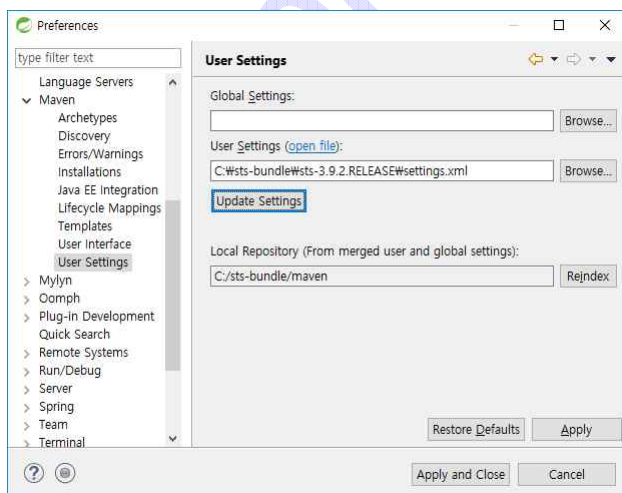 Preferences
type filter text
Language Servers
Maven
Archetypes
Discovery
Errors/Warnings
Installations
Java EE Integration
Lifecycle Mappings
Templates
User Interface
User Settings
Mylyn
Oomph
Plug-in Development
Quick Search
Remote Systems
Run/Debug
Server
Spring
Team
Terminal
User Settings
Global Settings:
Browse...
User Settings (open file):
C:₩sts-bundle₩sts-3.9.2.RELEASE₩settings.xml
Browse...
Update Settings
Local Repository (From merged user and global settings):
C:/sts-bundle/maven
Reindex
Restore Defaults
Apply
Apply and Close
Cancel